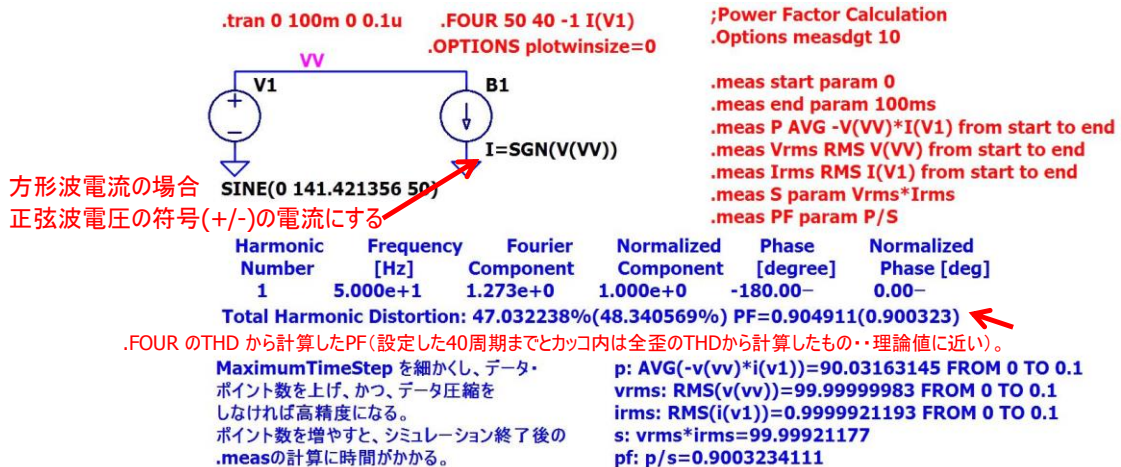 .tran 0 100m 0 0.1u
.FOUR 50 40 -1 I(V1)
.OPTIONS plotwinsize=0
;Power Factor Calculation
.Options measdgt 10
VV
V1
B1
I=SGN(V(VV))
SINE(0 141.421356 50)
.meas start param 0
.meas end param 100ms
.meas P AVG -V(VV)*I(V1) from start to end
.meas Vrms RMS V(VV) from start to end
.meas Irms RMS I(V1) from start to end
.meas S param Vrms*Irms
.meas PF param P/S
方形波電流の場合
正弦波電圧の符号(+/-)の電流にする
Harmonic Frequency Fourier Normalized Phase Normalized
Number [Hz] Component Component [degree] Phase [deg]
1 5.000e+1 1.273e+0 1.000e+0 -180.00− 0.00−
Total Harmonic Distortion: 47.032238%(48.340569%) PF=0.904911(0.900323)
.FOUR のTHD から計算したPF(設定した40周期までとカッコ内は全歪のTHDから計算したもの・・理論値に近い)。
MaximumTimeStep を細かくし、データ・
ポイント数を上げ、かつ、データ圧縮を
しなければ高精度になる。
ポイント数を増やすと、シミュレーション終了後の
.measの計算に時間がかかる。
p: AVG(-v(vv)*i(v1))=90.03163145 FROM 0 TO 0.1
vrms: RMS(v(vv))=99.99999983 FROM 0 TO 0.1
irms: RMS(i(v1))=0.9999921193 FROM 0 TO 0.1
s: vrms*irms=99.99921177
pf: p/s=0.9003234111